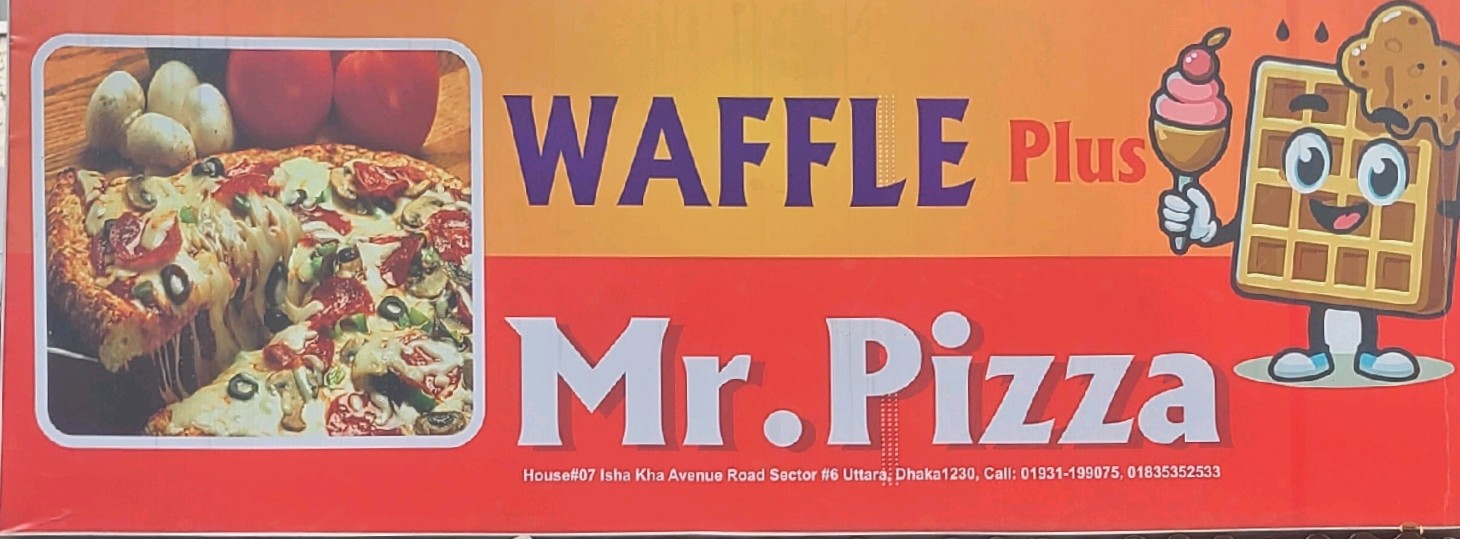 WAFFLE Plus
Mr.Pizza
House#07 Isha Kha Avenue Road Sector #6 Uttara, Dhaka1230, Call: 01931-199075, 01835352533